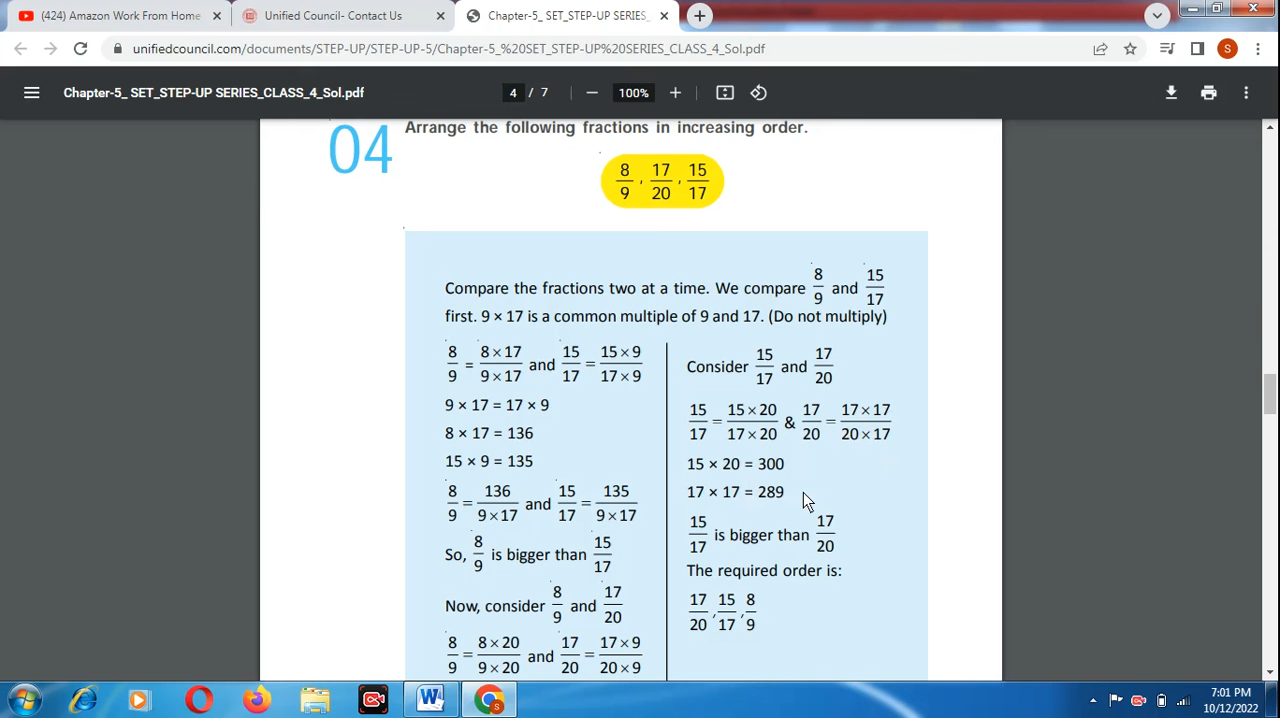 (424) Amazon Work From Home
Unified Council- Contact Us
Chapter-5_ SET_STEP-UP SERIES_
unifiedcouncil.com/documents/STEP-UP/STEP-UP-5/Chapter-5_%20SET_STEP-UP%20SERIES_CLASS_4_Sol.pdf
S
Chapter-5_ SET_STEP-UP SERIES_CLASS_4_Sol.pdf
4 / 7
100%
04
Arrange the following fractions in increasing order.
8/9, 17/20, 15/17
Compare the fractions two at a time. We compare 8/9 and 15/17
first. 9 × 17 is a common multiple of 9 and 17. (Do not multiply)
8/9 = 8 × 17/9 × 17 and 15/17 = 15 × 9/17 × 9
9 × 17 = 17 × 9
8 × 17 = 136
15 × 9 = 135
8/9 = 136/9 × 17 and 15/17 = 135/9 × 17
So, 8/9 is bigger than 15/17
Now, consider 8/9 and 17/20
8/9 = 8 × 20/9 × 20 and 17/20 = 17 × 9/20 × 9
Consider 15/17 and 17/20
15/17 = 15 × 20/17 × 20 & 17/20 = 17 × 17/20 × 17
15 × 20 = 300
17 × 17 = 289
15/17 is bigger than 17/20
The required order is:
17/20, 15/17, 8/9
S
7:01 PM
10/12/2022